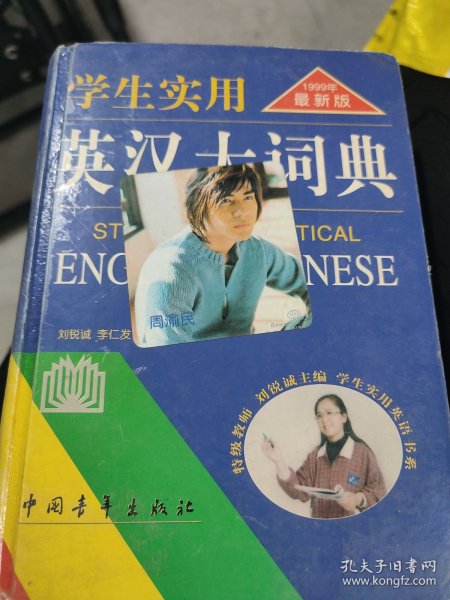 学生实用
1999年
最新版
英汉大词典
ST TICAL
ENG NESE
周渝民
刘锐诚 李仁发
特级教师 刘锐诚主编 学生实用英语书系
中国青年出版社
孔夫子旧书网
www.kongfz.com